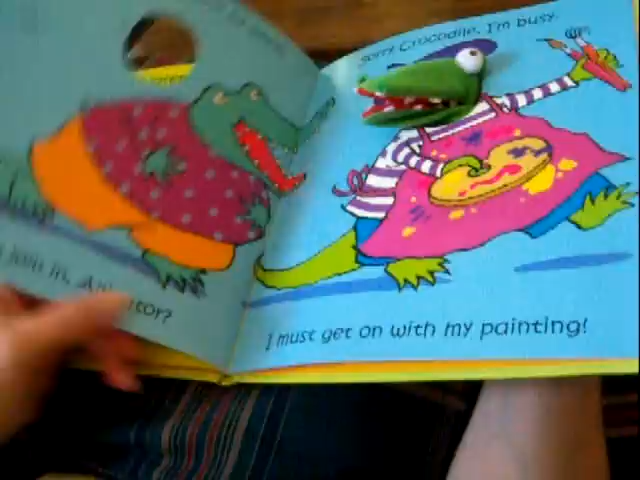 join in, Alligator?
Sorry Crocodile, I'm busy.
I must get on with my painting!